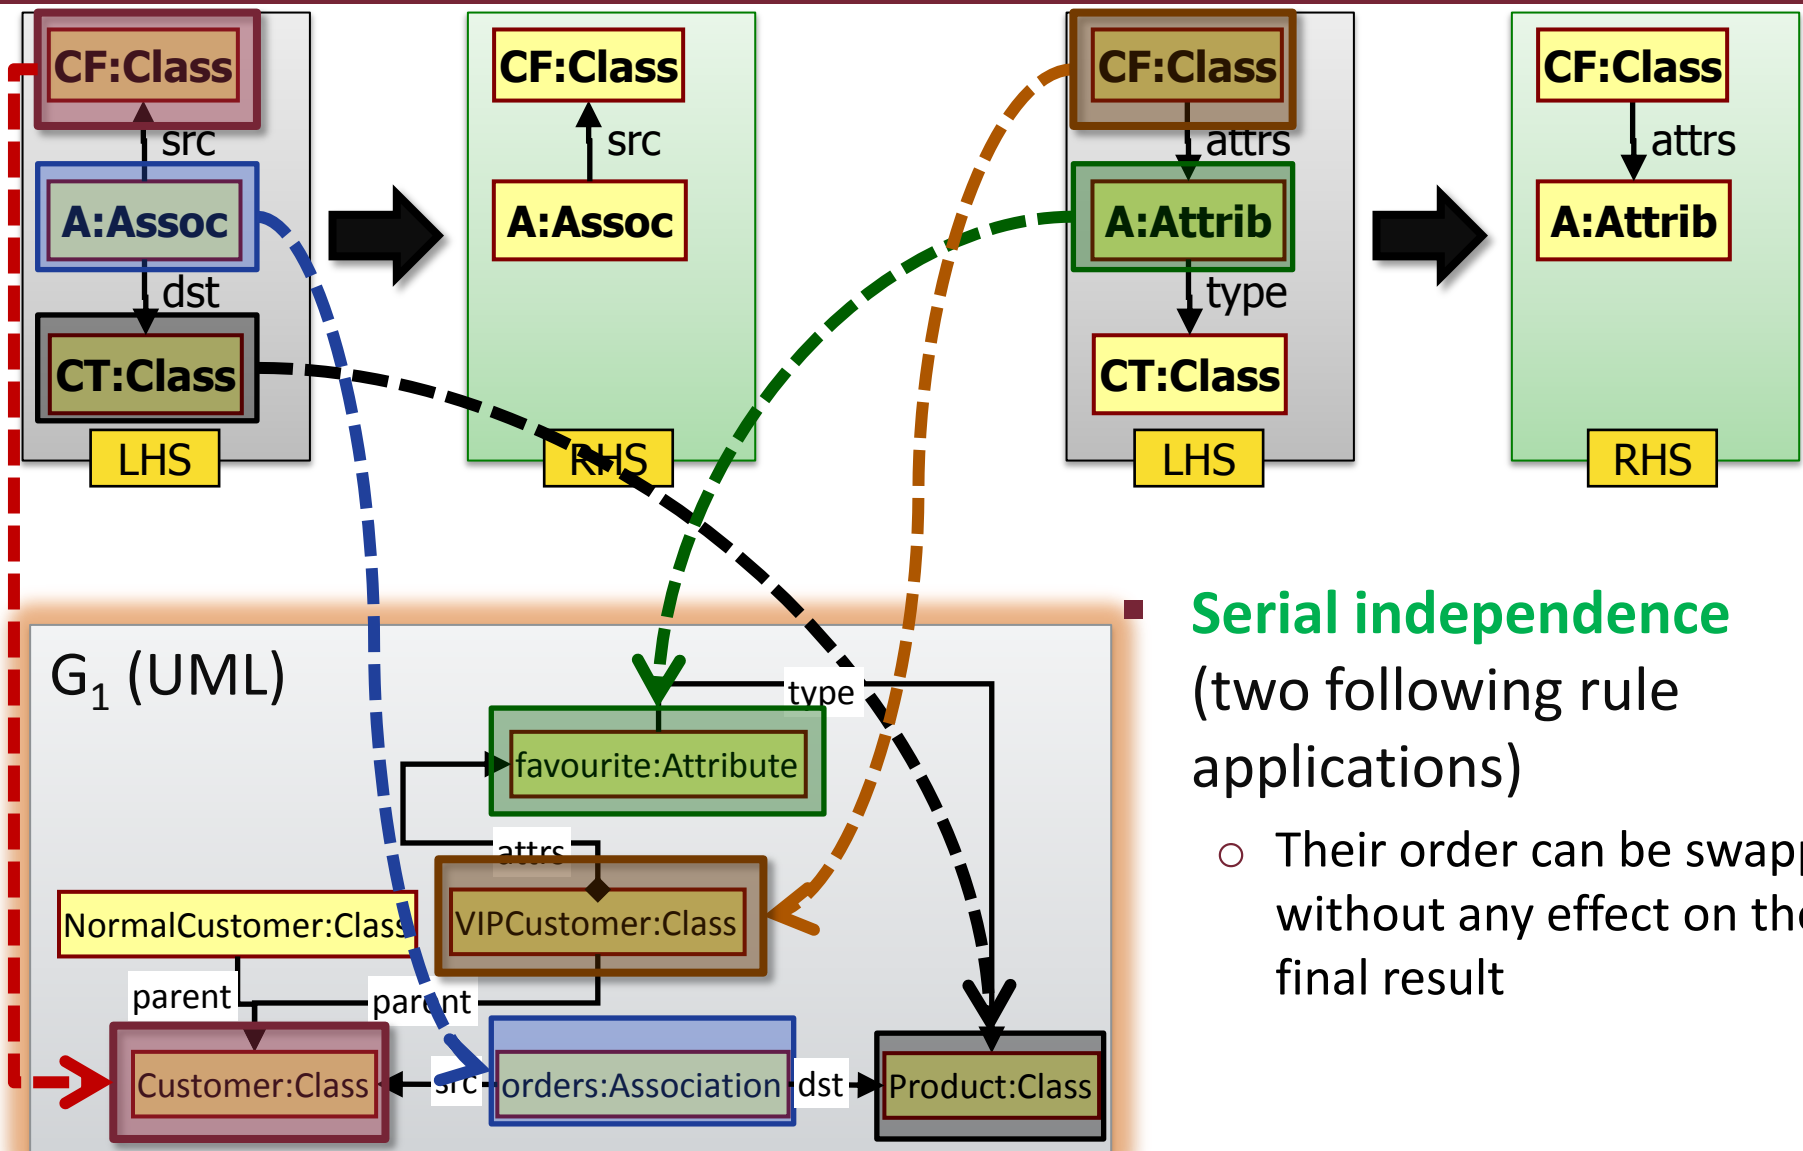 CF:Class
src
A:Assoc
dst
CT:Class
LHS
CF:Class
src
A:Assoc
RHS
CF:Class
attrs
A:Attrib
type
CT:Class
LHS
CF:Class
attrs
A:Attrib
RHS
G1 (UML)
type
favourite:Attribute
attrs
NormalCustomer:Class
VIPCustomer:Class
parent
parent
Customer:Class
src
orders:Association
dst
Product:Class
Serial independence
(two following rule
applications)
Their order can be swapp
without any effect on the
final result